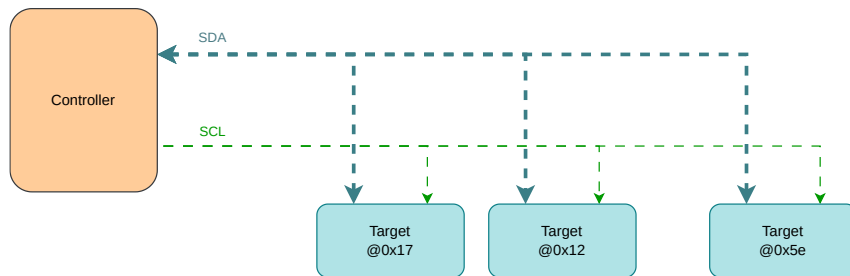 SDA
Controller
SCL
Target
@0x17
Target
@0x12
Target
@0x5e